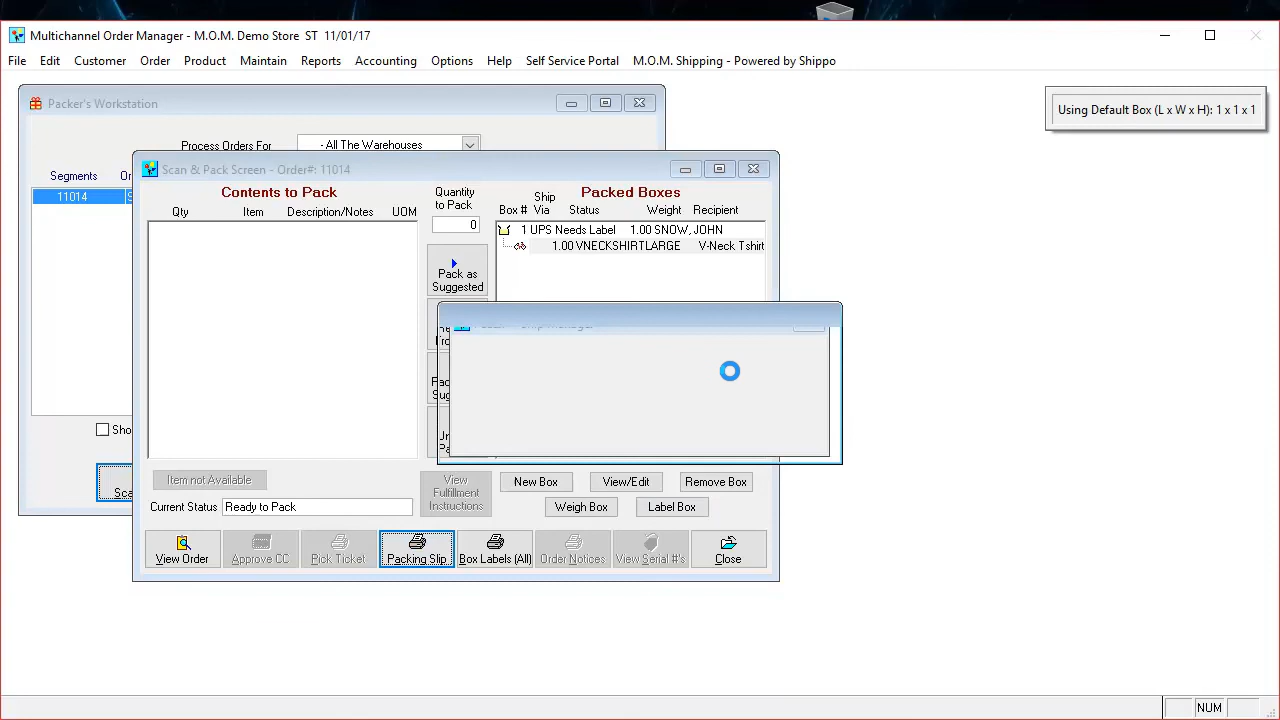 Multichannel Order Manager - M.O.M. Demo Store ST 11/01/17
File Edit Customer Order Product Maintain Reports Accounting Options Help Self Service Portal M.O.M. Shipping - Powered by Shippo
Packer's Workstation
Using Default Box (L x W x H): 1 x 1 x 1
Process Orders For - All The Warehouses
Segments
11014
Scan & Pack Screen - Order#: 11014
Contents to Pack
Quantity to Pack
Packed Boxes
Qty Item Description/Notes UOM
0
Box # Ship Via Status Weight Recipient
1 UPS Needs Label 1.00 SNOW, JOHN
1.00 VNECKSHIRTLARGE V-Neck Tshirt
Pack as Suggested
Item not Available
View Fulfillment Instructions
New Box View/Edit Remove Box
Current Status Ready to Pack
Weigh Box Label Box
View Order Approve CC Pick Ticket Packing Slip Box Labels (All) Order Notices View Serial #'s Close
NUM